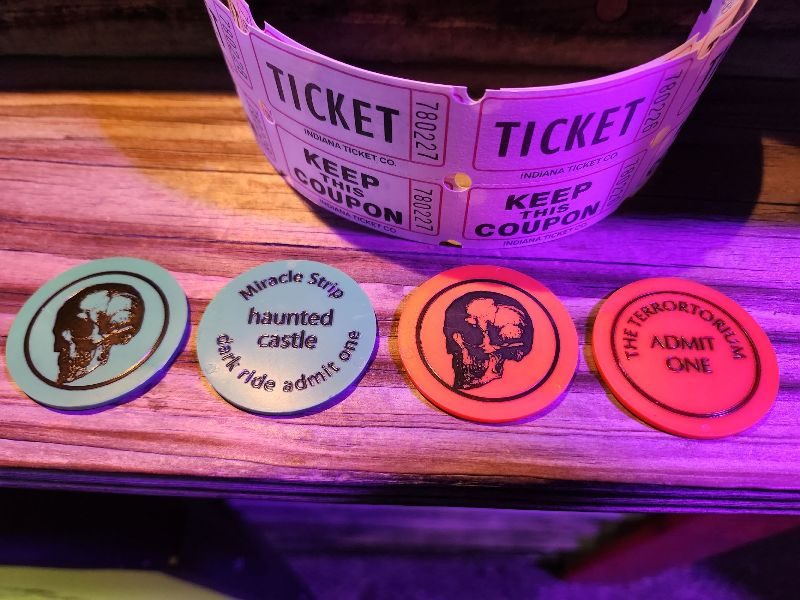 TICKET
780227
INDIANA TICKET CO.
KEEP
THIS
COUPON
780227
INDIANA TICKET CO.
TICKET
780226
INDIANA TICKET CO.
KEEP
THIS
COUPON
INDIANA TICKET CO.
Miracle Strip
haunted
castle
dark ride admit one
THE TERRORTORIUM
ADMIT
ONE